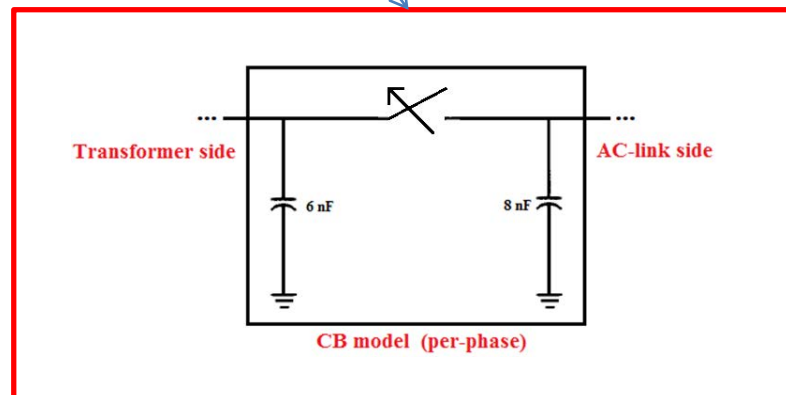 ... ...
Transformer side
AC-link side
6 nF
8 nF
CB model (per-phase)